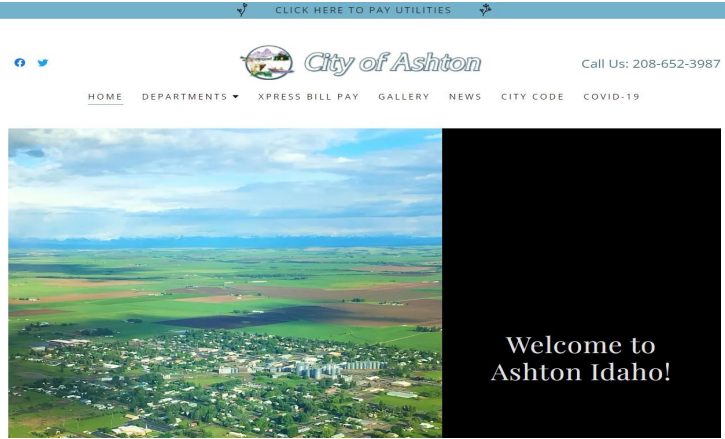 CLICK HERE TO PAY UTILITIES
City of Ashton
Call Us: 208-652-3987
HOME DEPARTMENTS XPRESS BILL PAY GALLERY NEWS CITY CODE COVID-19
Welcome to
Ashton Idaho!